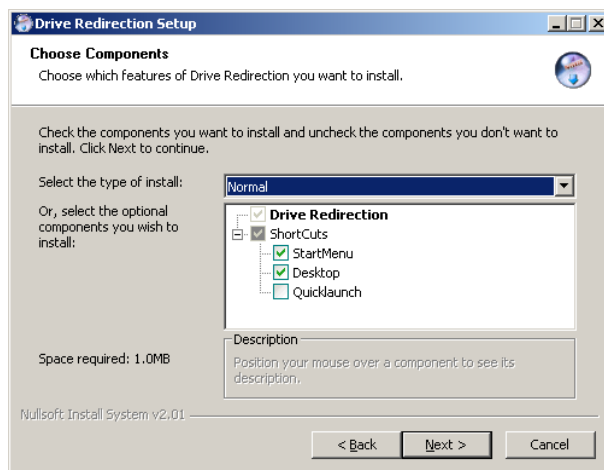 Drive Redirection Setup
Choose Components
Choose which features of Drive Redirection you want to install.
Check the components you want to install and uncheck the components you don't want to
install. Click Next to continue.
Select the type of install:
Normal
Or, select the optional
components you wish to
install:
Drive Redirection
ShortCuts
StartMenu
Desktop
Quicklaunch
Space required: 1.0MB
Description
Position your mouse over a component to see its
description.
Nullsoft Install System v2.01
< Back
Next >
Cancel